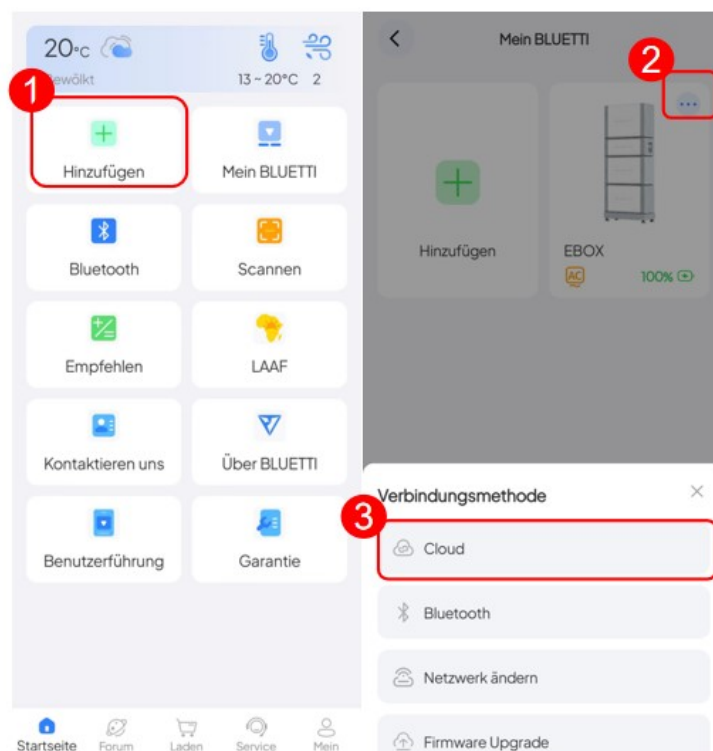 20°C
Gewölkt
13 ~ 20°C 2
1
Hinzufügen
Mein BLUETTI
Bluetooth
Scannen
Empfehlen
LAAF
Kontaktieren uns
Über BLUETTI
Benutzerführung
Garantie
Startseite Forum Laden Service Mein
Mein BLUETTI
2
Hinzufügen
EBOX
AC 100%
Verbindungsmethode
3
Cloud
Bluetooth
Netzwerk ändern
Firmware Upgrade